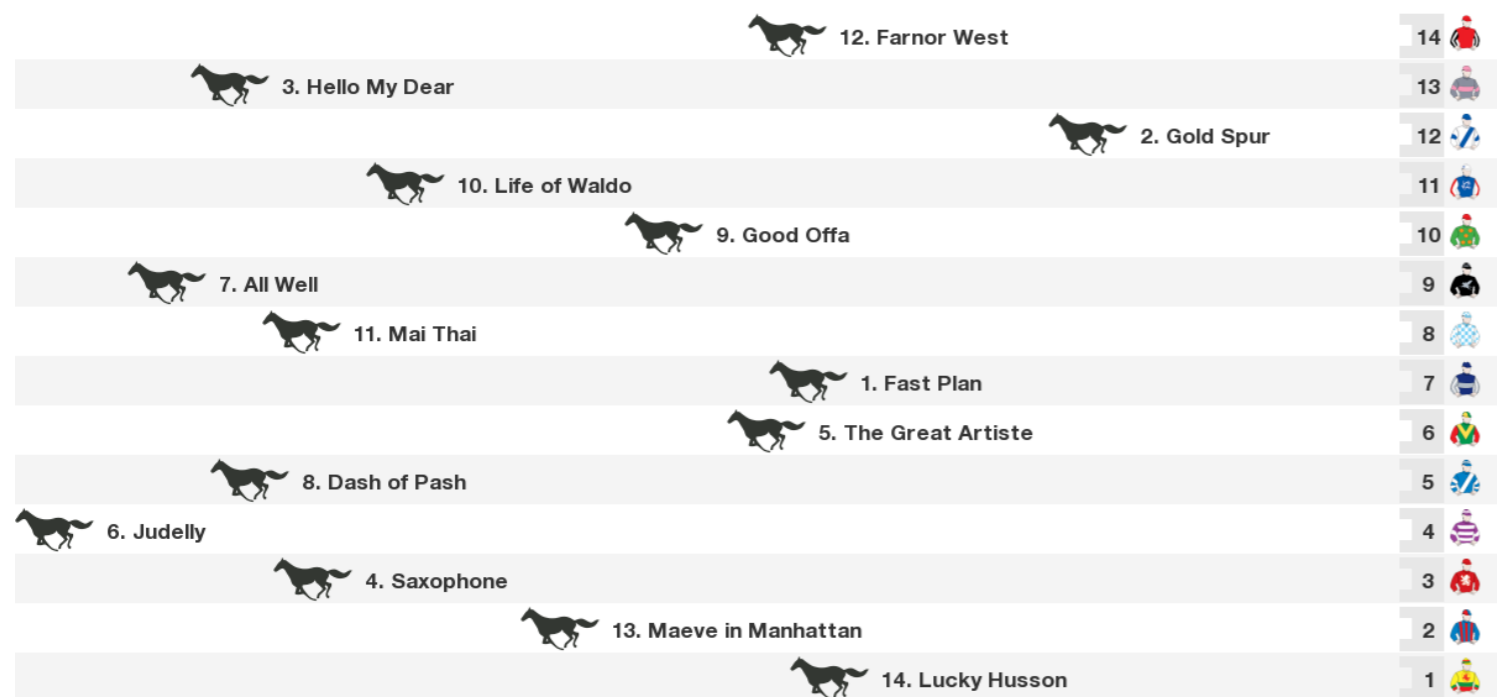 12. Farnor West 14
3. Hello My Dear 13
2. Gold Spur 12
10. Life of Waldo 11
9. Good Offa 10
7. All Well 9
11. Mai Thai 8
1. Fast Plan 7
5. The Great Artiste 6
8. Dash of Pash 5
6. Judelly 4
4. Saxophone 3
13. Maeve in Manhattan 2
14. Lucky Husson 1